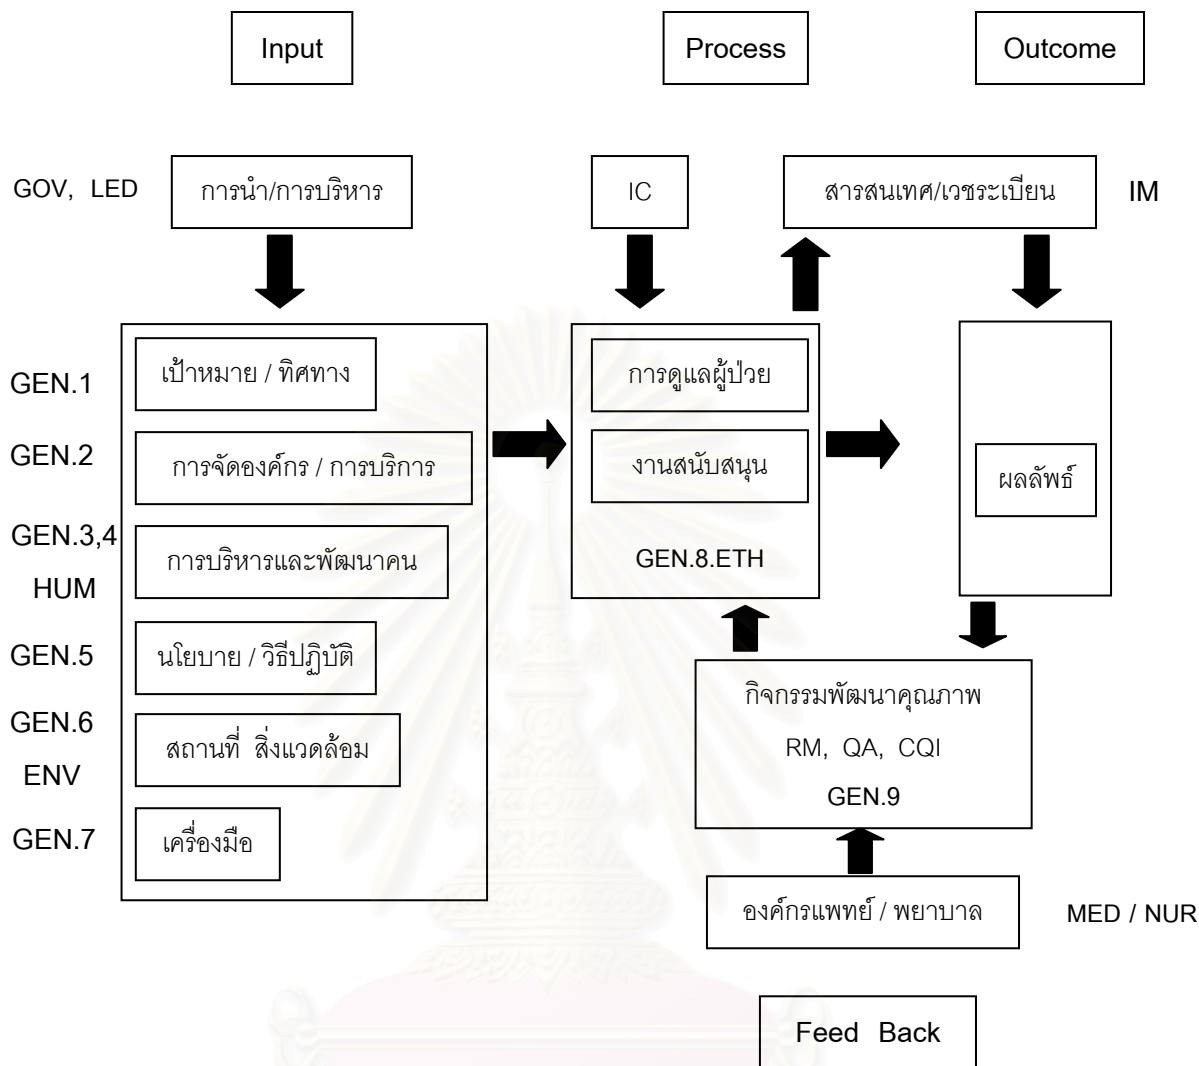 Input
Process
Outcome
GOV, LED
การนำ/การบริหาร
IC
สารสนเทศ/เวชระเบียน
IM
GEN.1
เป้าหมาย / ทิศทาง
GEN.2
การจัดองค์กร / การบริการ
GEN.3,4
HUM
การบริหารและพัฒนาคน
GEN.5
นโยบาย / วิธีปฏิบัติ
GEN.6
ENV
สถานที่ สิ่งแวดล้อม
GEN.7
เครื่องมือ
การดูแลผู้ป่วย
งานสนับสนุน
GEN.8.ETH
ผลลัพธ์
กิจกรรมพัฒนาคุณภาพ
RM, QA, CQI
GEN.9
องค์กรแพทย์ / พยาบาล
MED / NUR
Feed Back